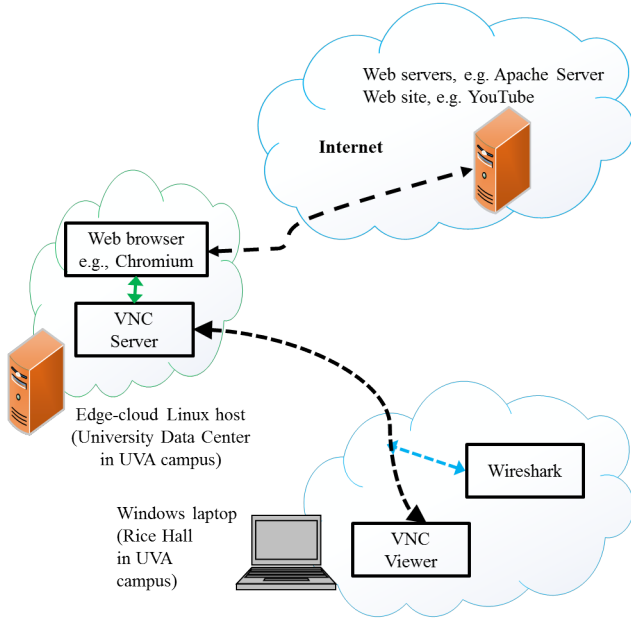 Web servers, e.g. Apache Server
Web site, e.g. YouTube
Internet
Web browser
e.g., Chromium
VNC
Server
Edge-cloud Linux host
(University Data Center
in UVA campus)
Wireshark
Windows laptop
(Rice Hall
in UVA
campus)
VNC
Viewer